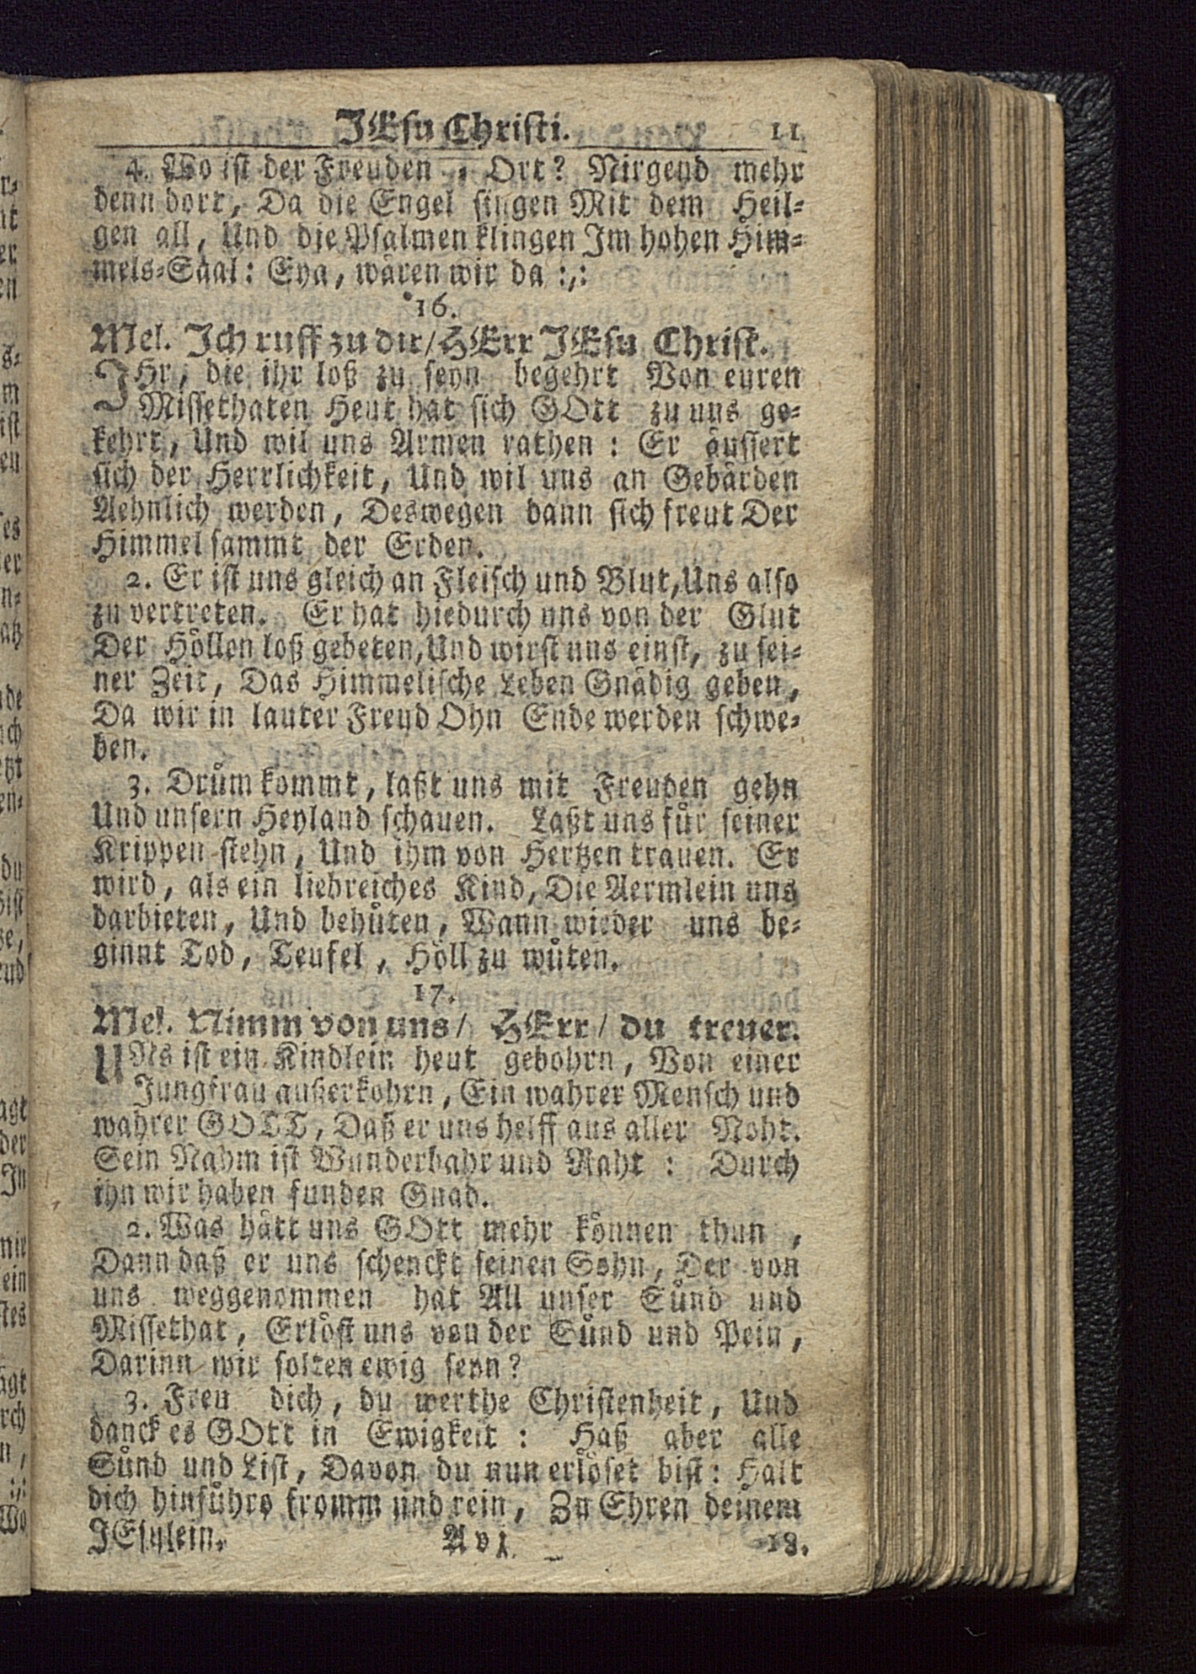 JEsu Christi. 11
4. Wo ist der Freuden-Ort? Nirgend mehr
denn dort, Da die Engel singen Mit dem Heil-
gen all, Und die Psalmen klingen Im hohen Him-
mels-Saal: Eya, wären wir da :,:
16.
Mel. Ich ruff zu dir/ HErr JEsu Christ.
IHr, die ihr loß zu seyn begehrt Von euren
Missethaten Heut hat sich GOtt zu uns ge-
kehrt, Und wil uns Armen rathen : Er äussert
sich der Herrlichkeit, Und wil uns an Gebärden
Aehnlich werden, Deswegen dann sich freut Der
Himmel sammt der Erden.
2. Er ist uns gleich an Fleisch und Blut, Uns also
zu vertreten. Er hat hiedurch uns von der Glut
Der Höllen loß gebeten, Und wirst uns einst, zu sei-
ner Zeit, Das Himmelische Leben Gnädig geben,
Da wir in lauter Freud Ohn Ende werden schwe-
ben.
3. Drüm kommt, laßt uns mit Freuden gehn
Und unsern Heyland schauen. Laßt uns für seiner
Krippen stehn, Und ihm von Hertzen trauen. Er
wird, als ein liebreiches Kind, Die Aermlein uns
darbieten, Und behüten, Wann wieder uns be-
ginnt Tod, Teufel, Höll zu wüten.
17.
Mel. Nimm von uns/ HErr/ du treuer.
UNs ist ein Kindlein heut gebohrn, Von einer
Jungfrau außerkohrn, Ein wahrer Mensch und
wahrer GOTT, Daß er uns helff aus aller Noht.
Sein Nahm ist Wunderbahr und Raht : Durch
ihn wir haben funden Gnad.
2. Was hätt uns GOtt mehr können thun,
Dann daß er uns schenckt seinen Sohn, Der von
uns weggenommen hat All unser Sünd und
Missethat, Erlöst uns von der Sünd und Pein,
Darinn wir solten ewig seyn?
3. Freu dich, du werthe Christenheit, Und
danck es GOtt in Ewigkeit : Haß aber alle
Sünd und List, Davon du nun erlöset bist: Halt
dich hinführo fromm und rein, Zu Ehren deinem
JEsulein.
A v j 18.